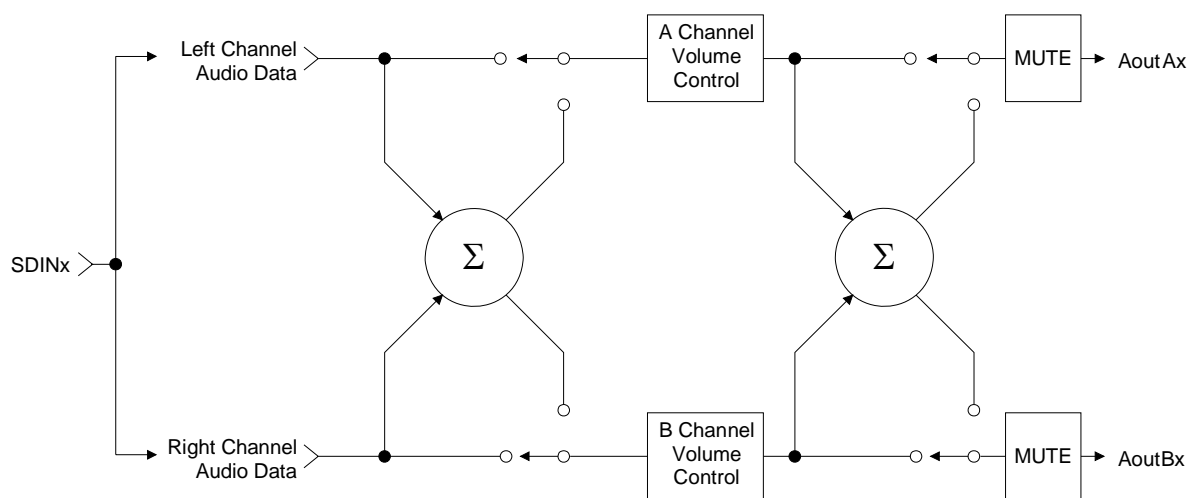 Left Channel
Audio Data
A Channel
Volume
Control
MUTE
AoutAx
SDINx
Σ
Σ
Right Channel
Audio Data
B Channel
Volume
Control
MUTE
AoutBx